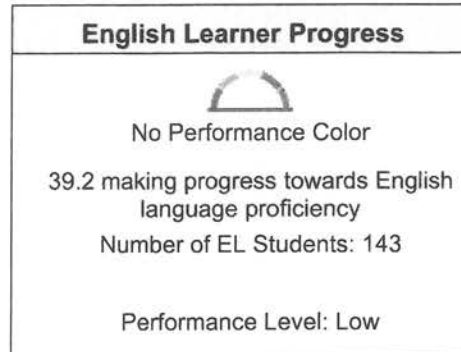 English Learner Progress
No Performance Color
39.2 making progress towards English
language proficiency
Number of EL Students: 143
Performance Level: Low